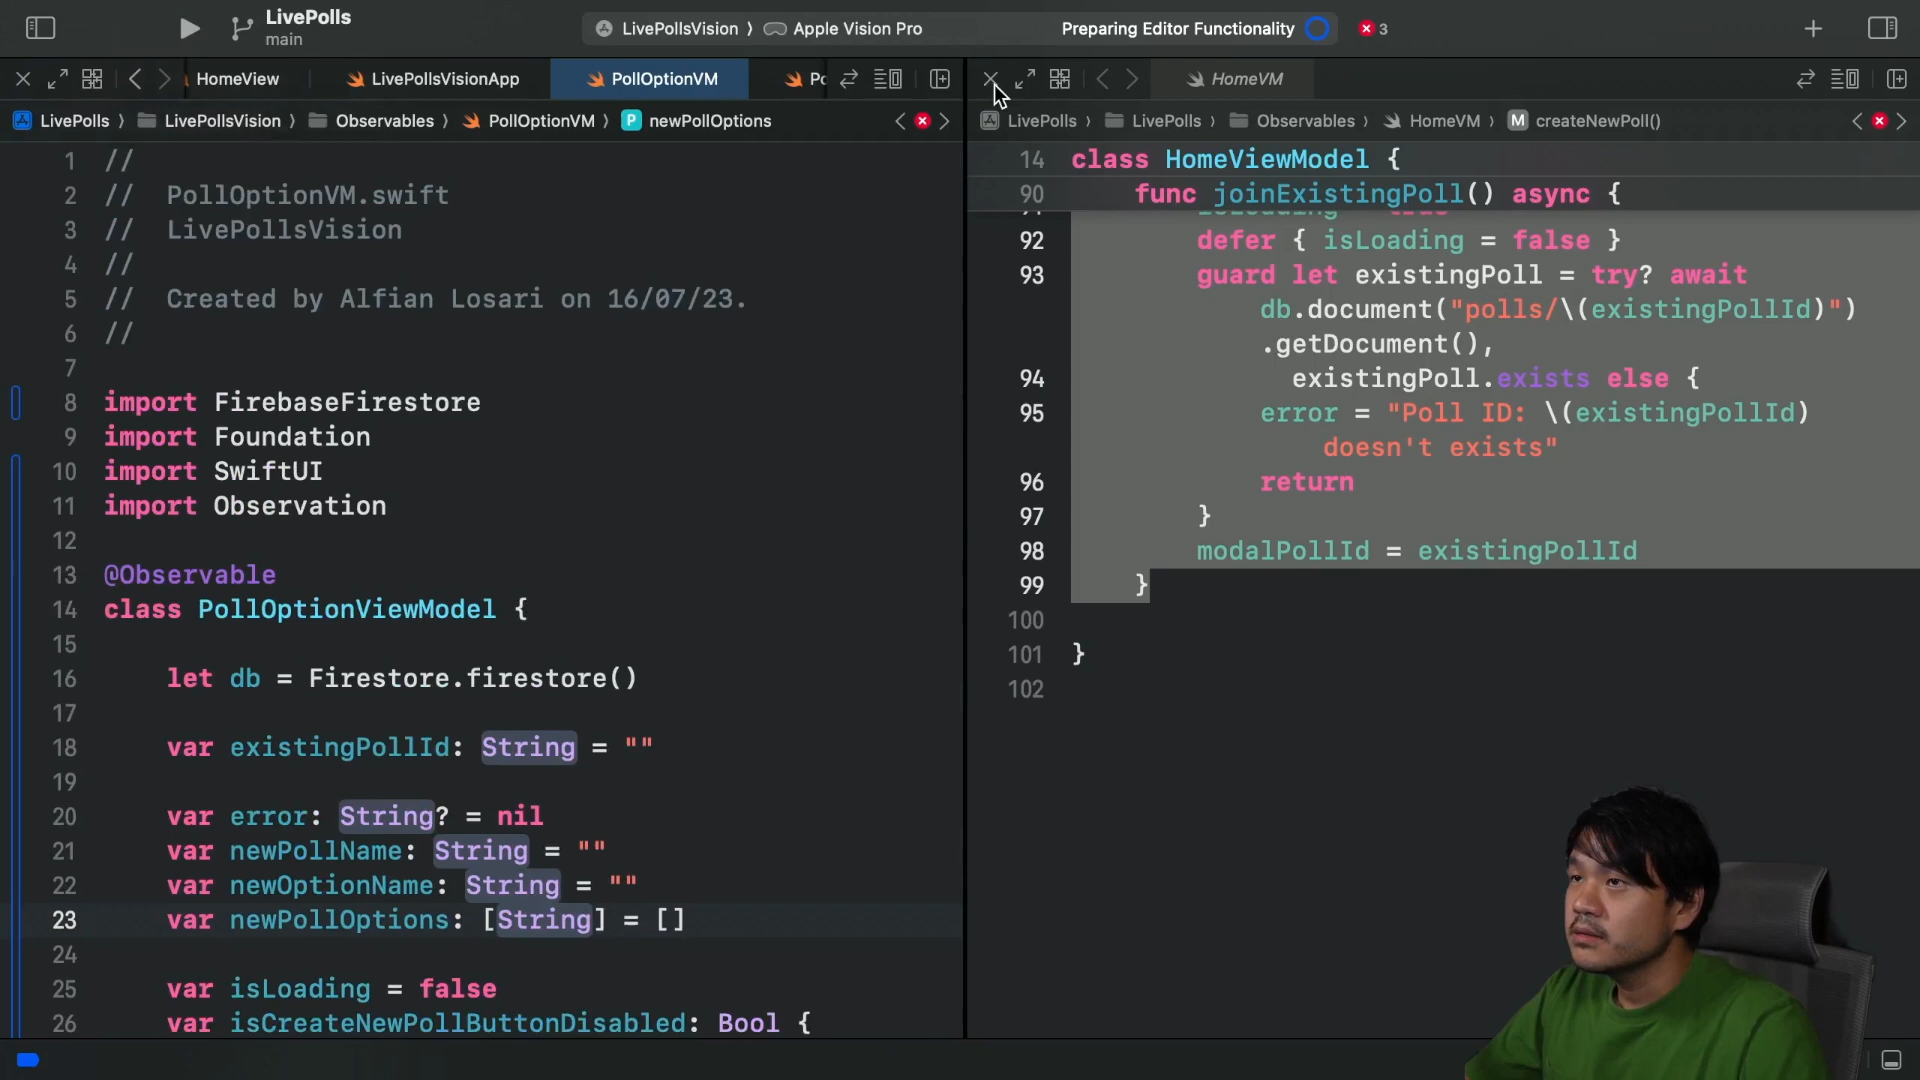 LivePolls
main
LivePollsVision ⟩ Apple Vision Pro
Preparing Editor Functionality
3
HomeView
LivePollsVisionApp
PollOptionVM
HomeVM
LivePolls ⟩ LivePollsVision ⟩ Observables ⟩ PollOptionVM ⟩ P newPollOptions
1 //
2 //  PollOptionVM.swift
3 //  LivePollsVision
4 //
5 //  Created by Alfian Losari on 16/07/23.
6 //
7
8 import FirebaseFirestore
9 import Foundation
10 import SwiftUI
11 import Observation
12
13 @Observable
14 class PollOptionViewModel {
15
16 let db = Firestore.firestore()
17
18 var existingPollId: String = ""
19
20 var error: String? = nil
21 var newPollName: String = ""
22 var newOptionName: String = ""
23 var newPollOptions: [String] = []
24
25 var isLoading = false
26 var isCreateNewPollButtonDisabled: Bool {
LivePolls ⟩ LivePolls ⟩ Observables ⟩ HomeVM ⟩ M createNewPoll()
14 class HomeViewModel {
90 func joinExistingPoll() async {
92 defer { isLoading = false }
93 guard let existingPoll = try? await
db.document("polls/\(existingPollId)")
.getDocument(),
94 existingPoll.exists else {
95 error = "Poll ID: \(existingPollId)
doesn't exists"
96 return
97 }
98 modalPollId = existingPollId
99 }
100
101 }
102